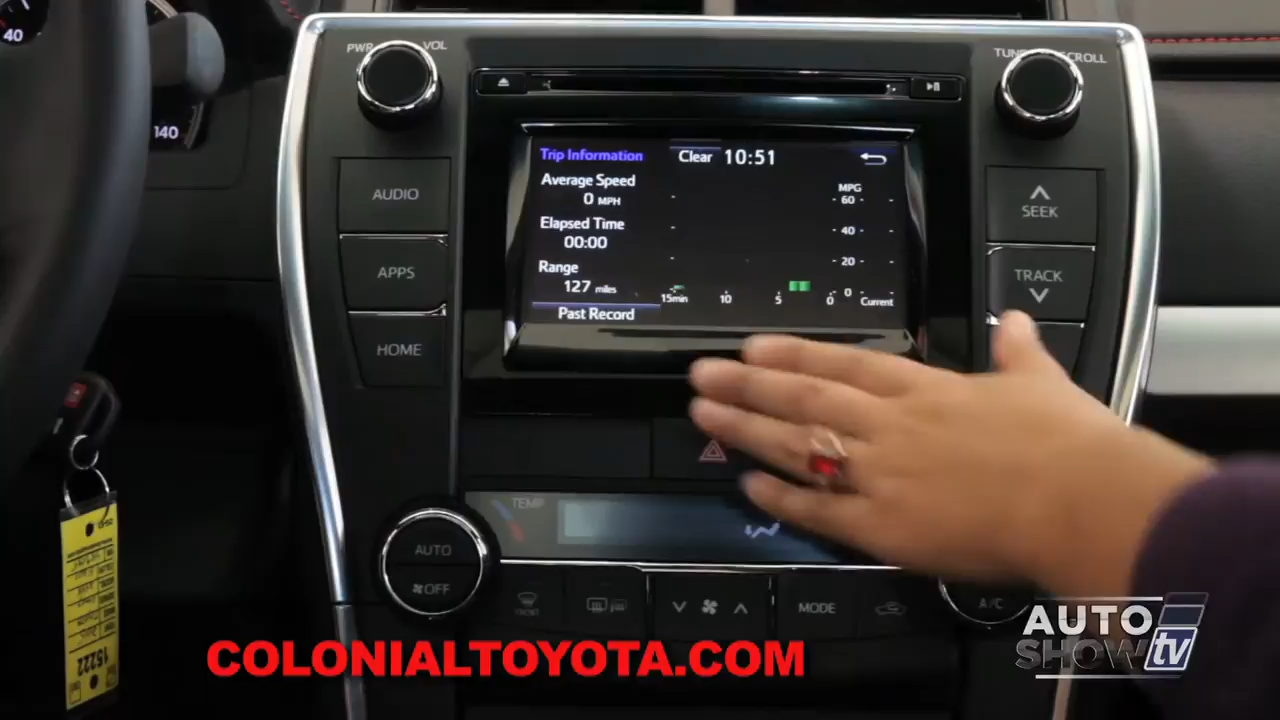 40
140
PWR VOL
TUNE SCROLL
AUDIO
APPS
HOME
SEEK
TRACK
Trip Information Clear 10:51
Average Speed
0 MPH
Elapsed Time
00:00
Range
127 miles
Past Record
MPG
60
40
20
0
15min 10 5 0 Current
TEMP
AUTO
OFF
MODE
A/C
15222
COLONIALTOYOTA.COM
AUTO
SHOW tv